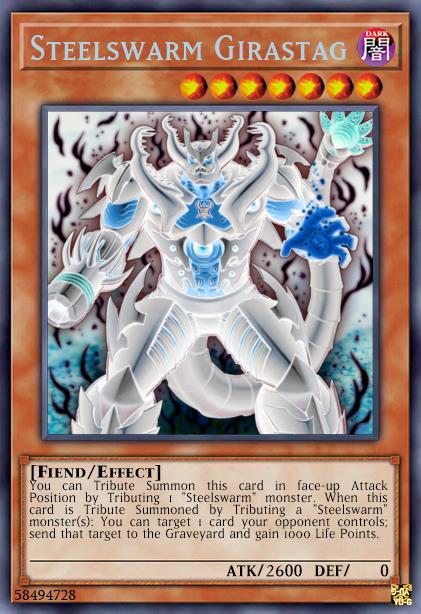 STEELSWARM GIRASTAG
DARK
闇
[FIEND/EFFECT]
You can Tribute Summon this card in face-up Attack
Position by Tributing 1 "Steelswarm" monster. When this
card is Tribute Summoned by Tributing a "Steelswarm"
monster(s): You can target 1 card your opponent controls;
send that target to the Graveyard and gain 1000 Life Points.
ATK/2600 DEF/ 0
58494728